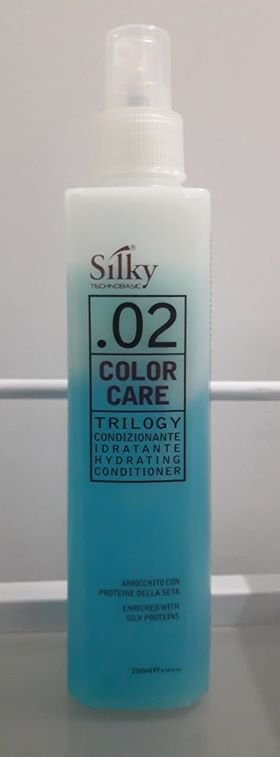 Silky®
TECHNOBASIC
.02
COLOR
CARE
TRILOGY
CONDIZIONANTE
IDRATANTE
HYDRATING
CONDITIONER
ARRICCHITO CON
PROTEINE DELLA SETA
ENRICHED WITH
SILK PROTEINS
250ml e